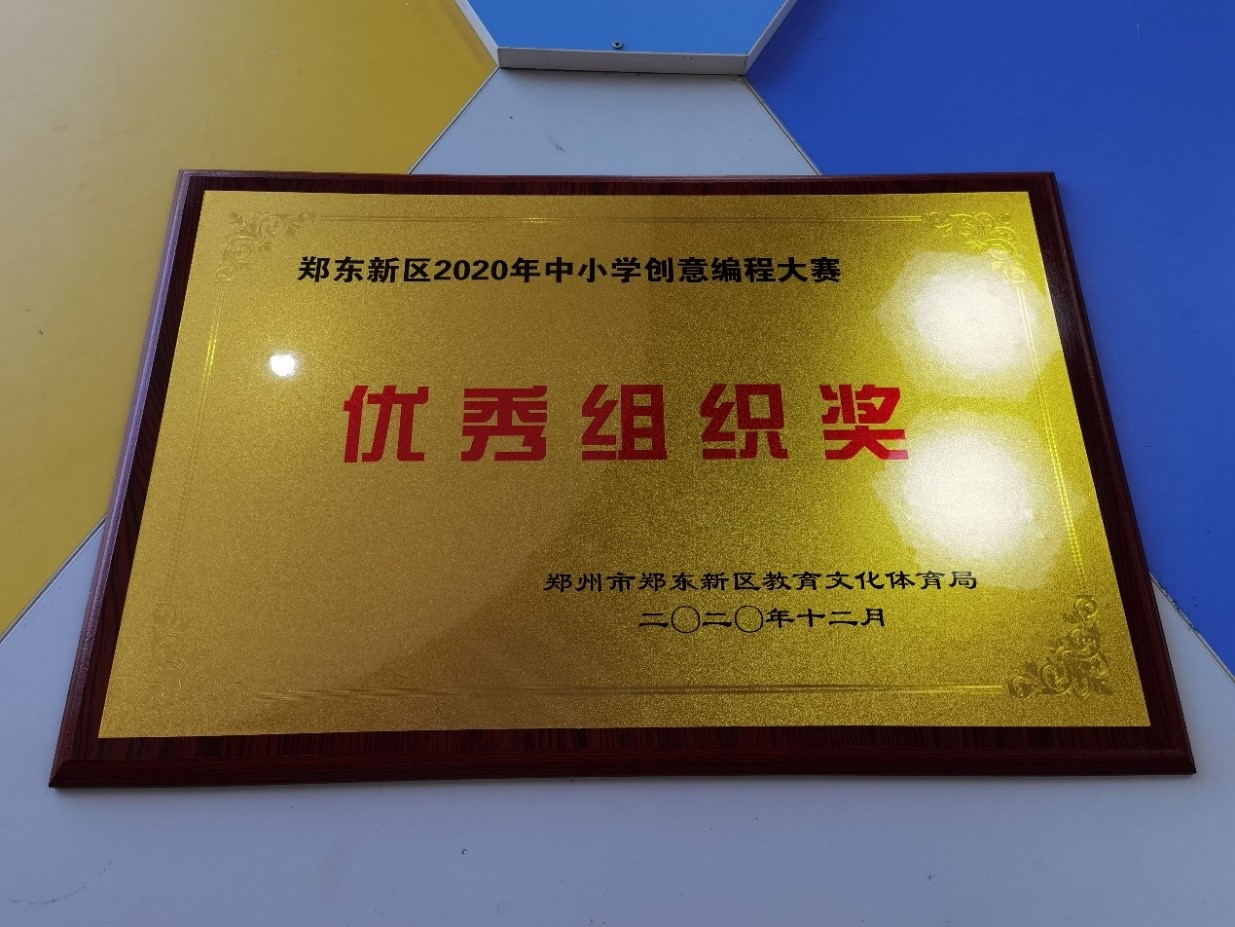 郑东新区2020年中小学创意编程大赛
优秀组织奖
郑州市郑东新区教育文化体育局
二〇二〇年十二月